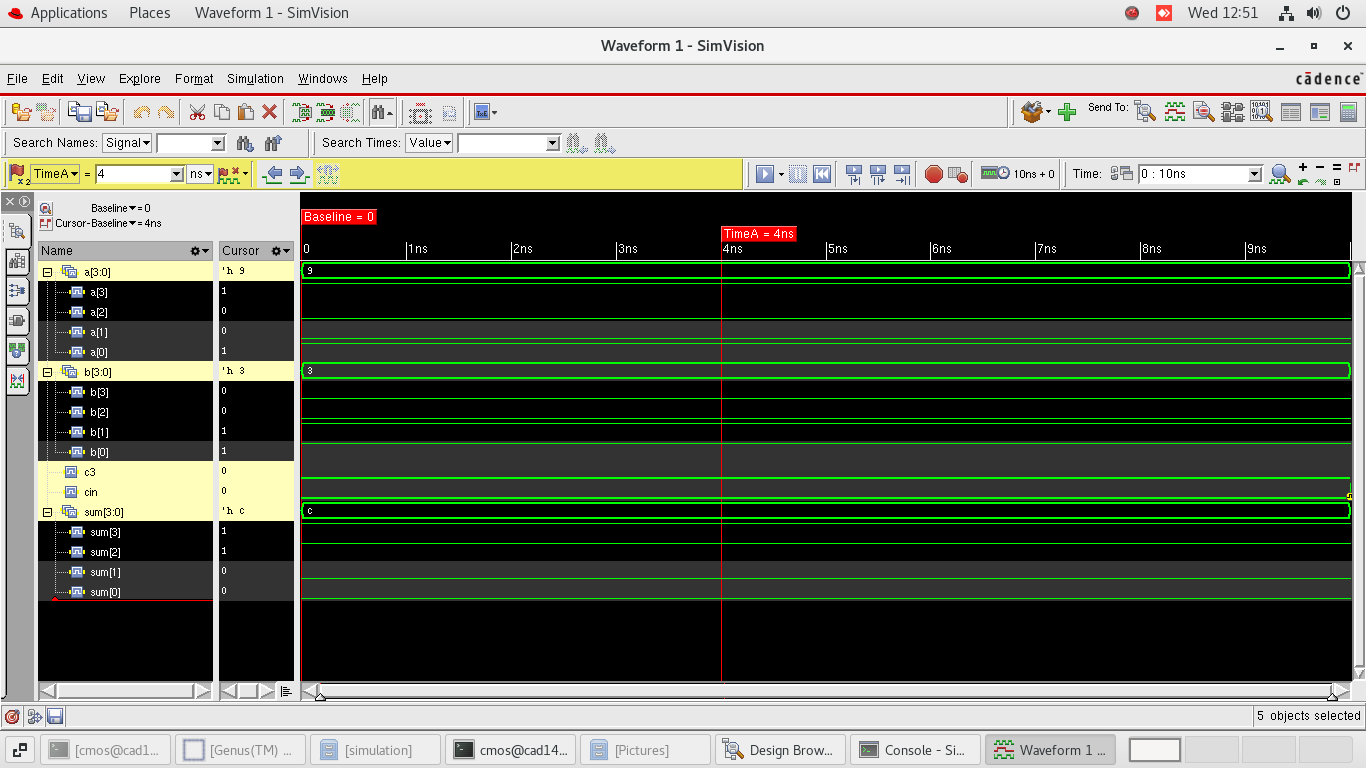 Applications Places Waveform 1 - SimVision Wed 12:51
Waveform 1 - SimVision
File Edit View Explore Format Simulation Windows Help cādence
Send To:
Search Names: Signal Search Times: Value
x2 TimeA = 4 ns 10ns + 0 Time: 0 : 10ns
Baseline = 0
Cursor-Baseline = 4ns
Baseline = 0
TimeA = 4ns
Name Cursor 0 1ns 2ns 3ns 4ns 5ns 6ns 7ns 8ns 9ns
a[3:0] 'h 9 9
a[3] 1
a[2] 0
a[1] 0
a[0] 1
b[3:0] 'h 3 3
b[3] 0
b[2] 0
b[1] 1
b[0] 1
c3 0
cin 0
sum[3:0] 'h c c
sum[3] 1
sum[2] 1
sum[1] 0
sum[0] 0
5 objects selected
[cmos@cad1... [Genus(TM) ... [simulation] cmos@cad14... [Pictures] Design Brow... Console - Si... Waveform 1 ...